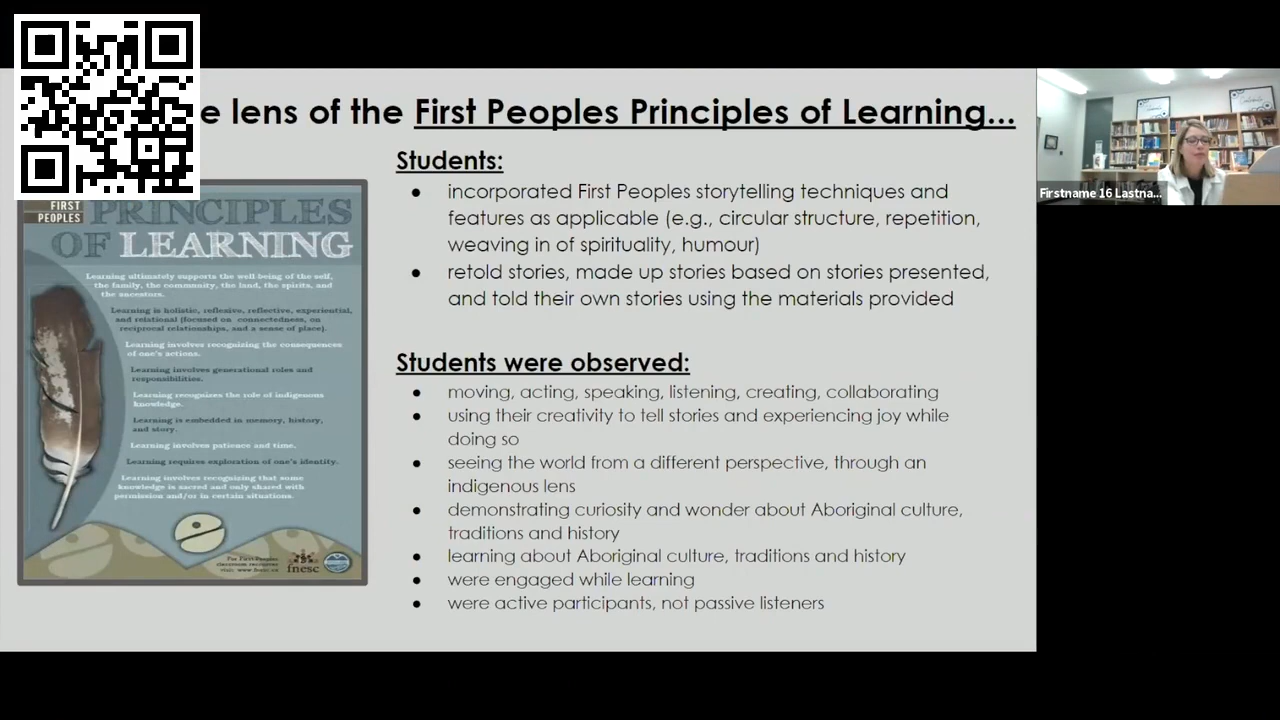 e lens of the First Peoples Principles of Learning...
Students:
● incorporated First Peoples storytelling techniques and
features as applicable (e.g., circular structure, repetition,
weaving in of spirituality, humour)
● retold stories, made up stories based on stories presented,
and told their own stories using the materials provided
Students were observed:
● moving, acting, speaking, listening, creating, collaborating
● using their creativity to tell stories and experiencing joy while
doing so
● seeing the world from a different perspective, through an
indigenous lens
● demonstrating curiosity and wonder about Aboriginal culture,
traditions and history
● learning about Aboriginal culture, traditions and history
● were engaged while learning
● were active participants, not passive listeners
FIRST
PEOPLES
PRINCIPLES
OF LEARNING
Learning ultimately supports the well-being of the self,
the family, the community, the land, the spirits, and
the ancestors.
Learning is holistic, reflexive, reflective, experiential,
and relational (focused on connectedness, on
reciprocal relationships, and a sense of place).
Learning involves recognizing the consequences
of one's actions.
Learning involves generational roles and
responsibilities.
Learning recognizes the role of indigenous
knowledge.
Learning is embedded in memory, history,
and story.
Learning involves patience and time.
Learning requires exploration of one's identity.
Learning involves recognizing that some
knowledge is sacred and only shared with
permission and/or in certain situations.
For First Peoples
classroom resources
visit: www.fnesc.ca
fnesc
Firstname 16 Lastna...